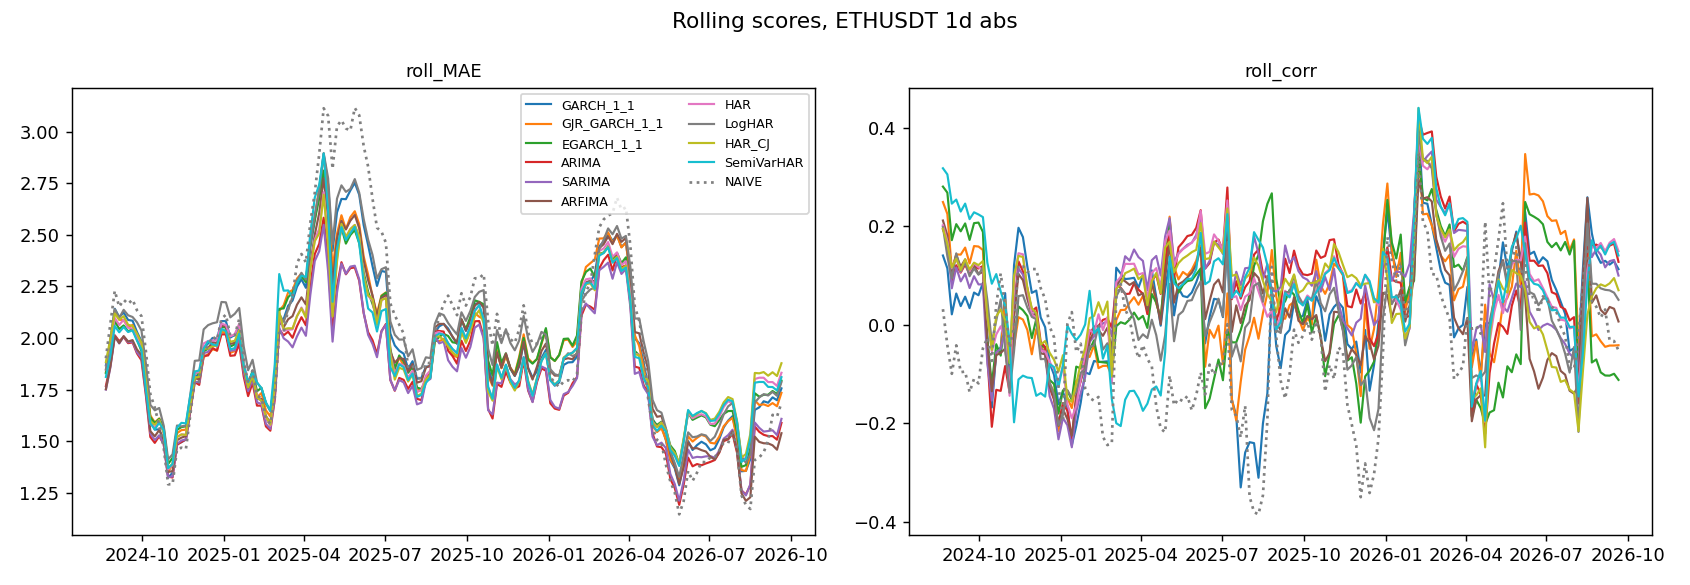 Rolling scores, ETHUSDT 1d abs
roll_MAE
3.00
2.75
2.50
2.25
2.00
1.75
1.50
1.25
GARCH_1_1
GJR_GARCH_1_1
EGARCH_1_1
ARIMA
SARIMA
ARFIMA
HAR
LogHAR
HAR_CJ
SemiVarHAR
NAIVE
2024-10 2025-01 2025-04 2025-07 2025-10 2026-01 2026-04 2026-07 2026-10
roll_corr
0.4
0.2
0.0
−0.2
−0.4
2024-10 2025-01 2025-04 2025-07 2025-10 2026-01 2026-04 2026-07 2026-10